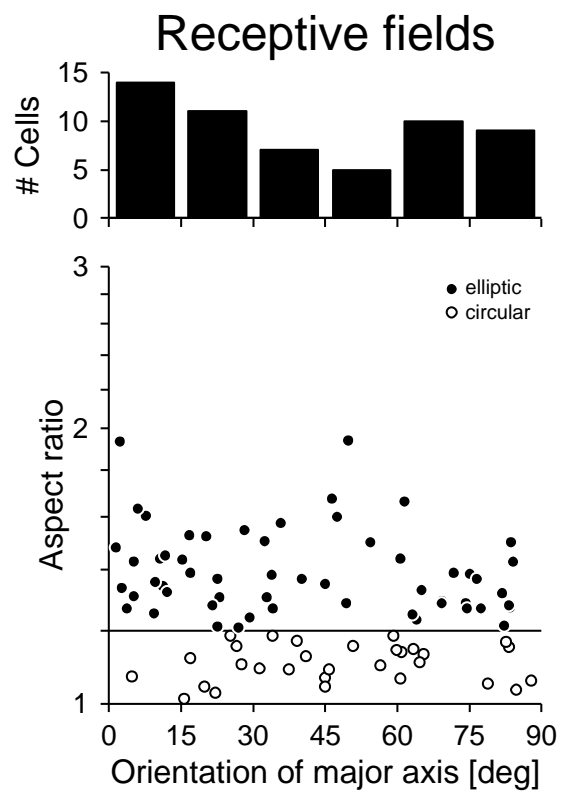 Receptive fields
15
10
5
0
# Cells
3
2
1
Aspect ratio
elliptic
circular
0 15 30 45 60 75 90
Orientation of major axis [deg]